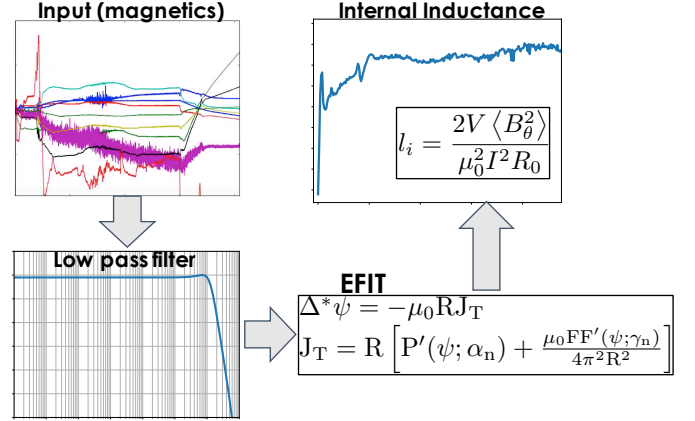 Input (magnetics)
Internal Inductance
l_i = 2V ⟨B_θ^2⟩ / μ_0^2 I^2 R_0
Low pass filter
EFIT
Δ*ψ = −μ_0RJ_T
J_T = R [P′(ψ; α_n) + μ_0FF′(ψ;γ_n) / 4π^2R^2]